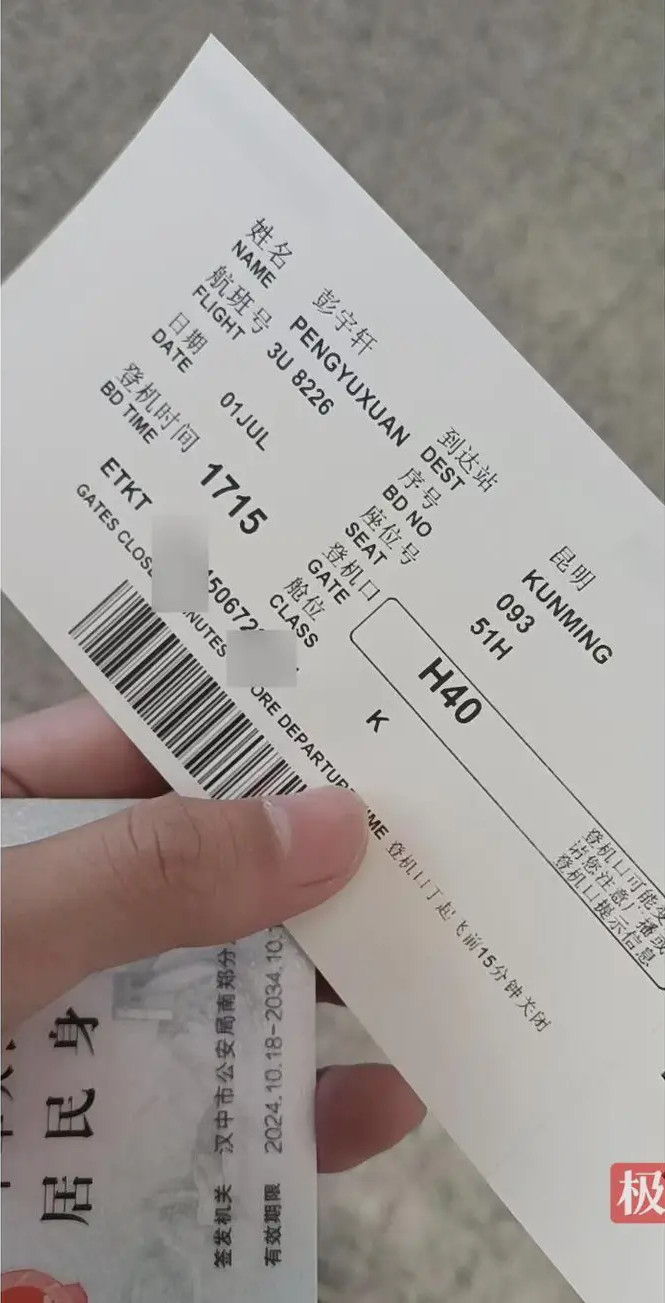 姓名 彭宇轩
NAME PENGYUXUAN
航班号
FLIGHT 3U 8226
日期
DATE 01JUL
登机时间
BD TIME 1715
到达站 昆明
DEST KUNMING
序号
BD NO 093
座位号
SEAT 51H
登机口
GATE H40
舱位
CLASS K
ETKT 150672
GATES CLOSE NUTES ORE DEPARTURE TIME 登机口于起飞前15分钟关闭
登机口可能变
请您注意广播或
登机口提示信息
居民身
签发机关 汉中市公安局南郑分
有效期限 2024.10.18-2034.10.
极